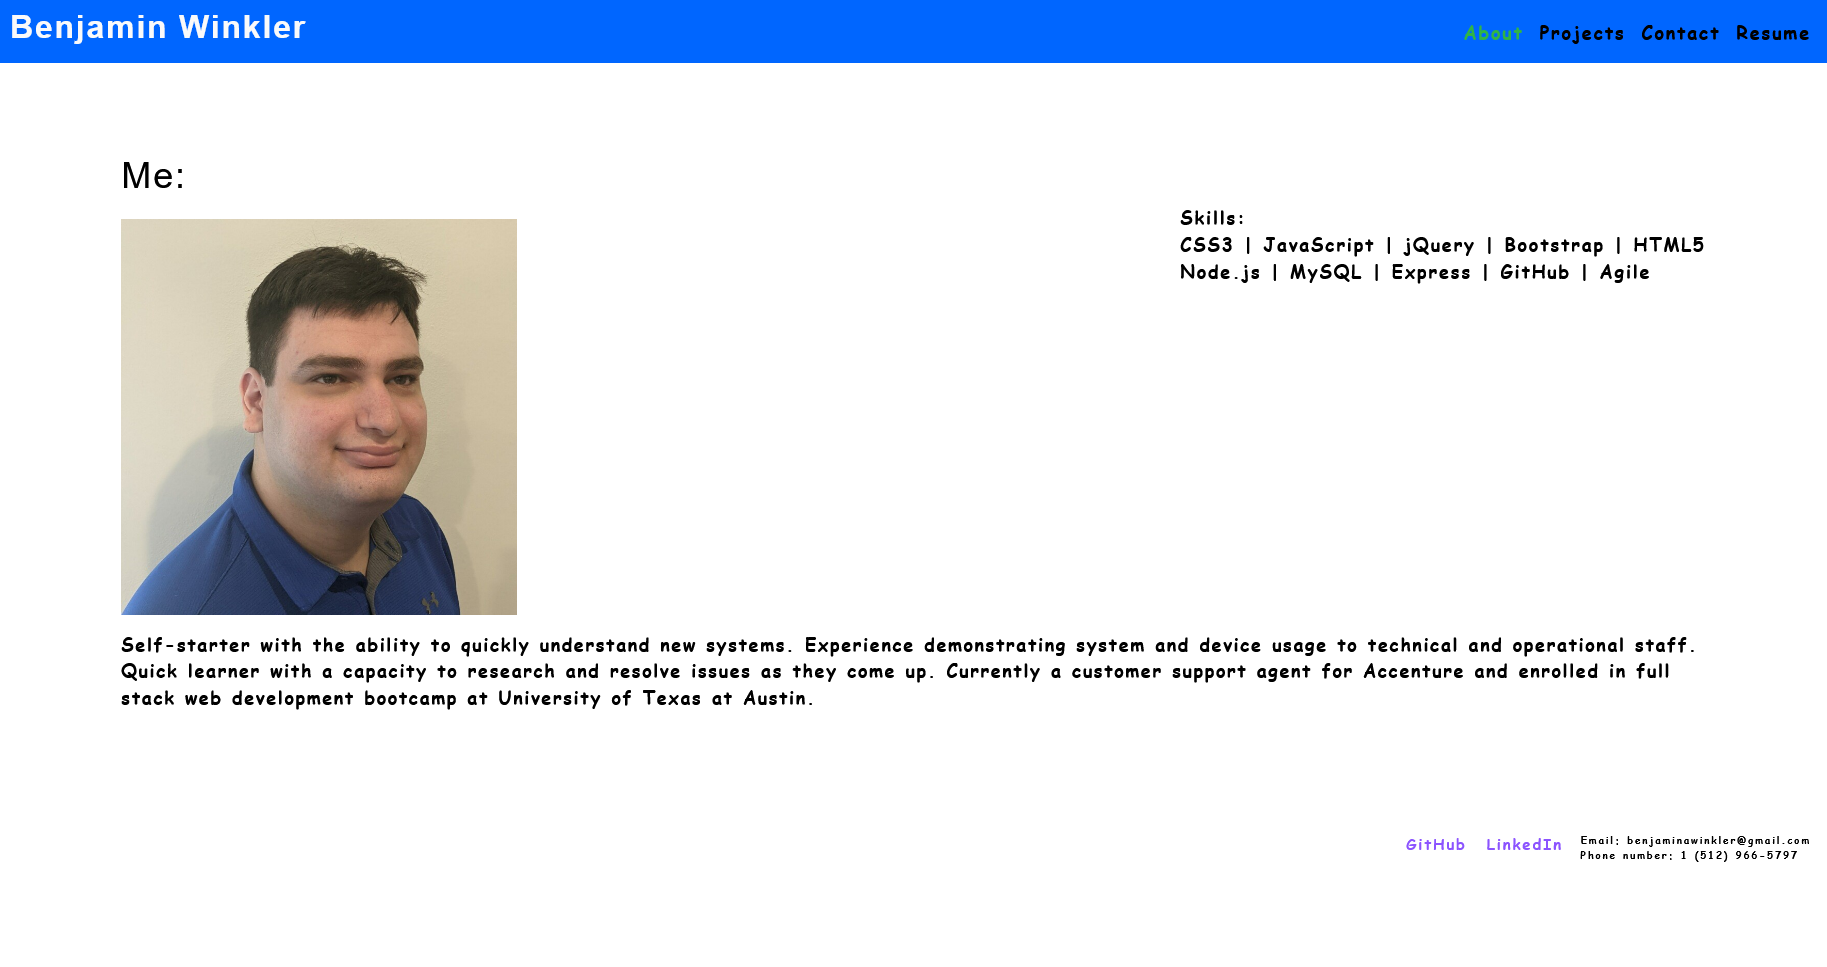 Benjamin Winkler
About Projects Contact Resume
Me:
Skills:
CSS3 | JavaScript | jQuery | Bootstrap | HTML5
Node.js | MySQL | Express | GitHub | Agile
Self-starter with the ability to quickly understand new systems. Experience demonstrating system and device usage to technical and operational staff.
Quick learner with a capacity to research and resolve issues as they come up. Currently a customer support agent for Accenture and enrolled in full
stack web development bootcamp at University of Texas at Austin.
GitHub LinkedIn
Email: benjaminawinkler@gmail.com
Phone number: 1 (512) 966-5797